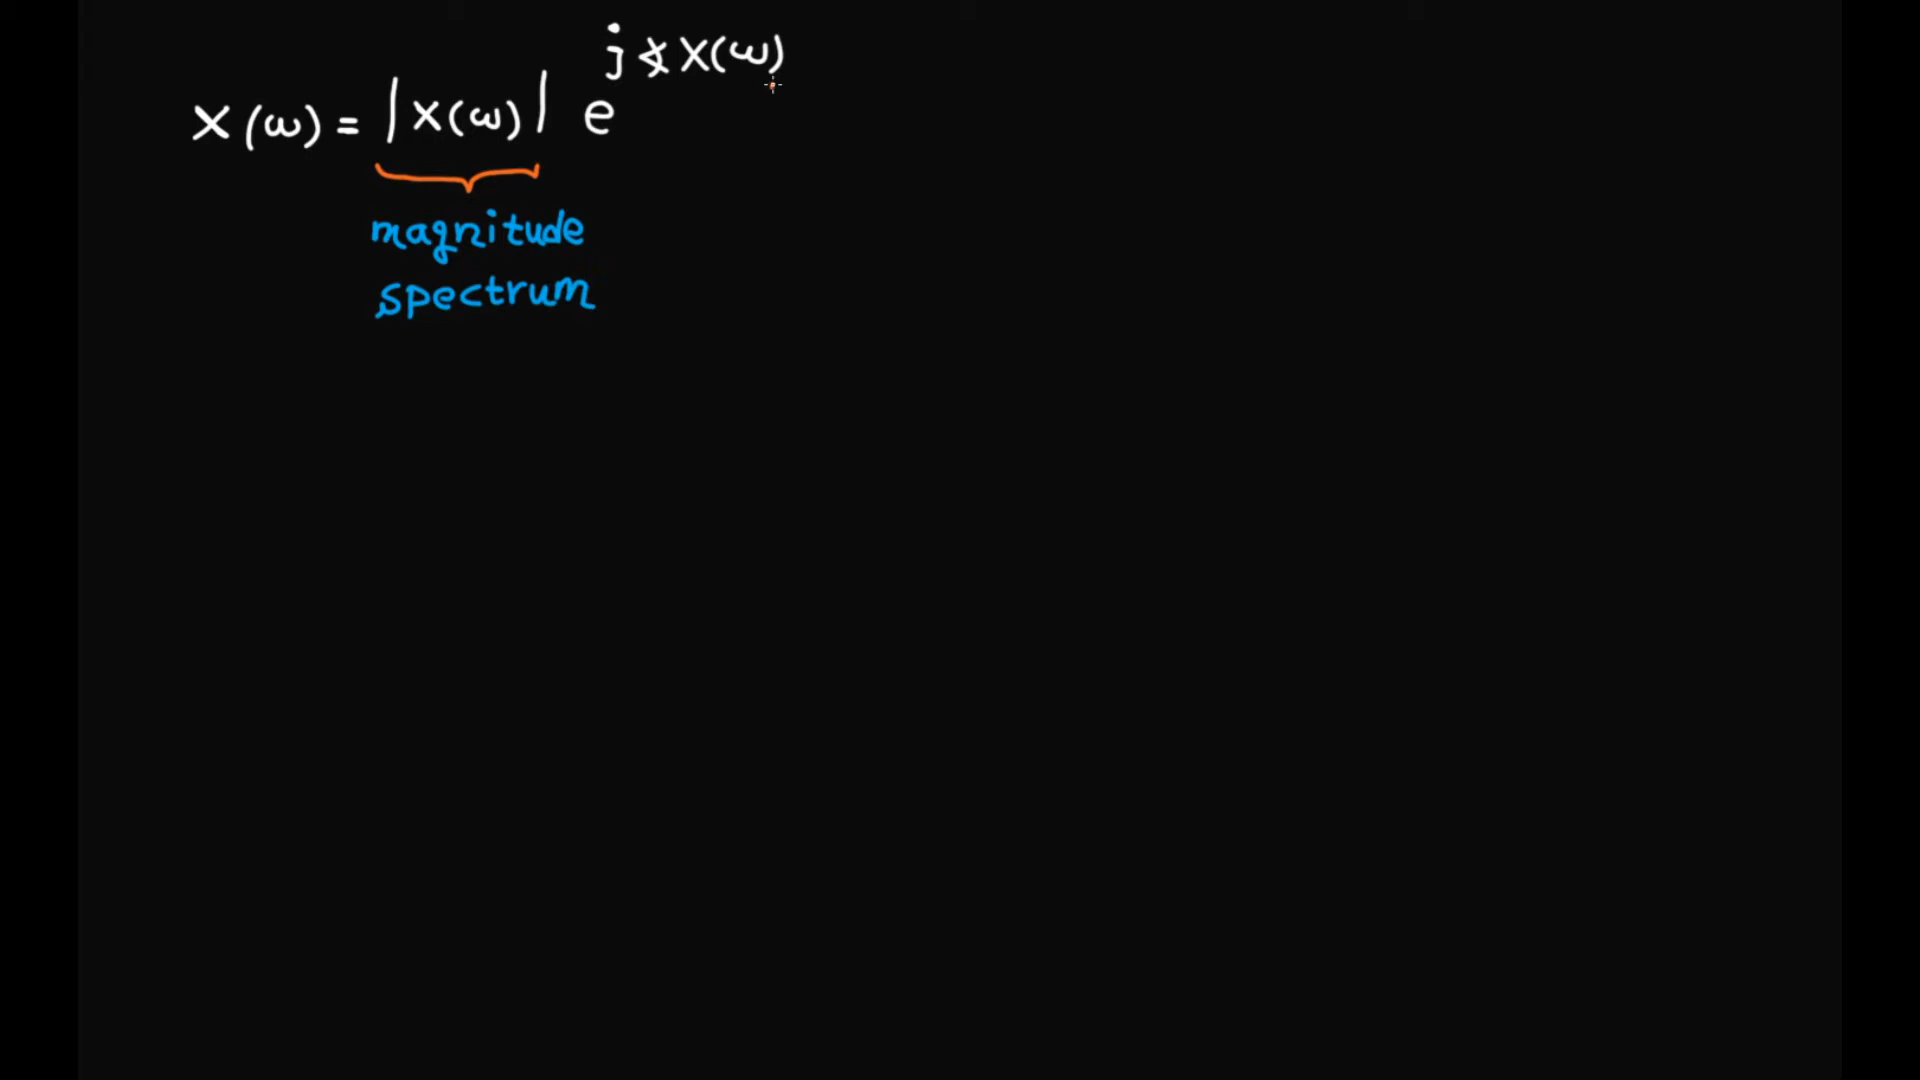 X(ω) = |X(ω)| e^{j∡X(ω)}
magnitude
spectrum